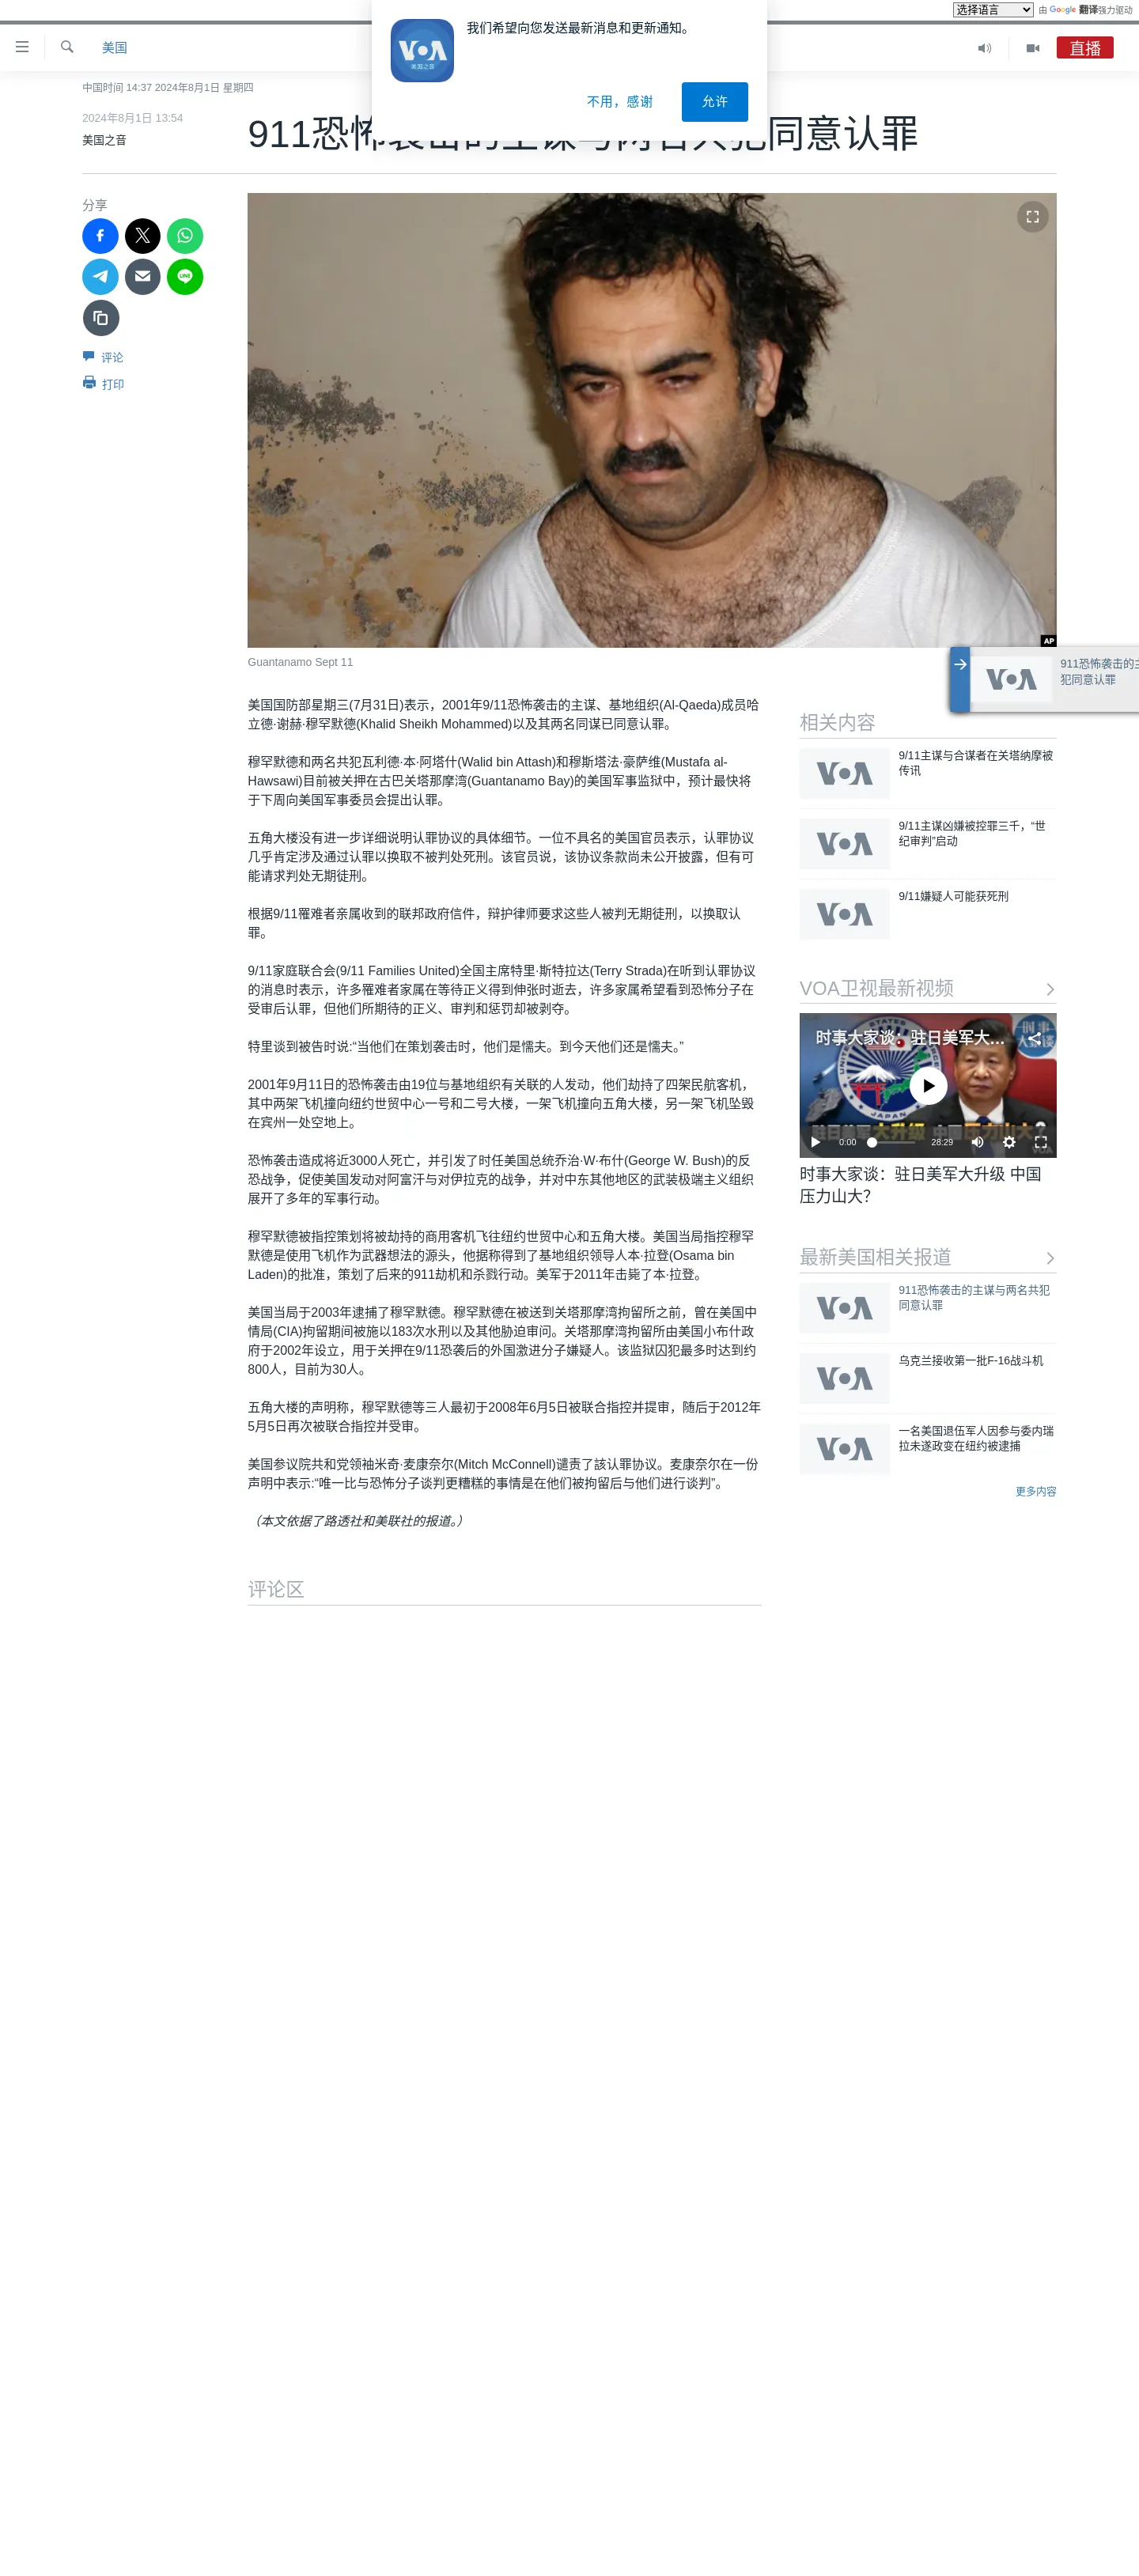 选择语言
由 Google 翻译强力驱动
我们希望向您发送最新消息和更新通知。
VOA
美国之音
不用，感谢
允许
美国
直播
中国时间 14:37 2024年8月1日 星期四
2024年8月1日 13:54
美国之音
911恐怖袭击的主谋与两名共犯同意认罪
分享
LINE
评论
打印
AP
Guantanamo Sept 11
911恐怖袭击的主
犯同意认罪
VOA
美国国防部星期三(7月31日)表示，2001年9/11恐怖袭击的主谋、基地组织(Al-Qaeda)成员哈
立德·谢赫·穆罕默德(Khalid Sheikh Mohammed)以及其两名同谋已同意认罪。
穆罕默德和两名共犯瓦利德·本·阿塔什(Walid bin Attash)和穆斯塔法·豪萨维(Mustafa al-
Hawsawi)目前被关押在古巴关塔那摩湾(Guantanamo Bay)的美国军事监狱中，预计最快将
于下周向美国军事委员会提出认罪。
五角大楼没有进一步详细说明认罪协议的具体细节。一位不具名的美国官员表示，认罪协议
几乎肯定涉及通过认罪以换取不被判处死刑。该官员说，该协议条款尚未公开披露，但有可
能请求判处无期徒刑。
根据9/11罹难者亲属收到的联邦政府信件，辩护律师要求这些人被判无期徒刑，以换取认
罪。
9/11家庭联合会(9/11 Families United)全国主席特里·斯特拉达(Terry Strada)在听到认罪协议
的消息时表示，许多罹难者家属在等待正义得到伸张时逝去，许多家属希望看到恐怖分子在
受审后认罪，但他们所期待的正义、审判和惩罚却被剥夺。
特里谈到被告时说:“当他们在策划袭击时，他们是懦夫。到今天他们还是懦夫。”
2001年9月11日的恐怖袭击由19位与基地组织有关联的人发动，他们劫持了四架民航客机，
其中两架飞机撞向纽约世贸中心一号和二号大楼，一架飞机撞向五角大楼，另一架飞机坠毁
在宾州一处空地上。
恐怖袭击造成将近3000人死亡，并引发了时任美国总统乔治·W·布什(George W. Bush)的反
恐战争，促使美国发动对阿富汗与对伊拉克的战争，并对中东其他地区的武装极端主义组织
展开了多年的军事行动。
穆罕默德被指控策划将被劫持的商用客机飞往纽约世贸中心和五角大楼。美国当局指控穆罕
默德是使用飞机作为武器想法的源头，他据称得到了基地组织领导人本·拉登(Osama bin
Laden)的批准，策划了后来的911劫机和杀戮行动。美军于2011年击毙了本·拉登。
美国当局于2003年逮捕了穆罕默德。穆罕默德在被送到关塔那摩湾拘留所之前，曾在美国中
情局(CIA)拘留期间被施以183次水刑以及其他胁迫审问。关塔那摩湾拘留所由美国小布什政
府于2002年设立，用于关押在9/11恐袭后的外国激进分子嫌疑人。该监狱囚犯最多时达到约
800人，目前为30人。
五角大楼的声明称，穆罕默德等三人最初于2008年6月5日被联合指控并提审，随后于2012年
5月5日再次被联合指控并受审。
美国参议院共和党领袖米奇·麦康奈尔(Mitch McConnell)谴责了該认罪协议。麦康奈尔在一份
声明中表示:“唯一比与恐怖分子谈判更糟糕的事情是在他们被拘留后与他们进行谈判”。
（本文依据了路透社和美联社的报道。）
评论区
相关内容
VOA
9/11主谋与合谋者在关塔纳摩被
传讯
VOA
9/11主谋凶嫌被控罪三千，“世
纪审判”启动
VOA
9/11嫌疑人可能获死刑
VOA卫视最新视频
时事大家谈：驻日美军大…
时事
大家谈
JAPAN
0:00
28:29
VOA
时事大家谈：驻日美军大升级 中国
压力山大？
最新美国相关报道
VOA
911恐怖袭击的主谋与两名共犯
同意认罪
VOA
乌克兰接收第一批F-16战斗机
VOA
一名美国退伍军人因参与委内瑞
拉未遂政变在纽约被逮捕
更多内容